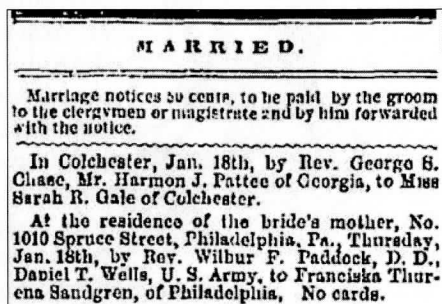 MARRIED.
Marriage notices 50 cents, to be paid by the groom
to the clergymen or magistrate and by him forwarded
with the notice.
In Colchester, Jan. 18th, by Rev. George S.
Chase, Mr. Harmon J. Pattee of Georgia, to Miss
Sarah R. Gale of Colchester.
At the residence of the bride's mother, No.
1010 Spruce Street, Philadelphia, Pa., Thursday,
Jan. 18th, by Rev. Wilbur F. Paddock, D. D.,
Daniel T. Wells, U. S. Army, to Franciska Thur-
ena Sandgren, of Philadelphia, No cards.